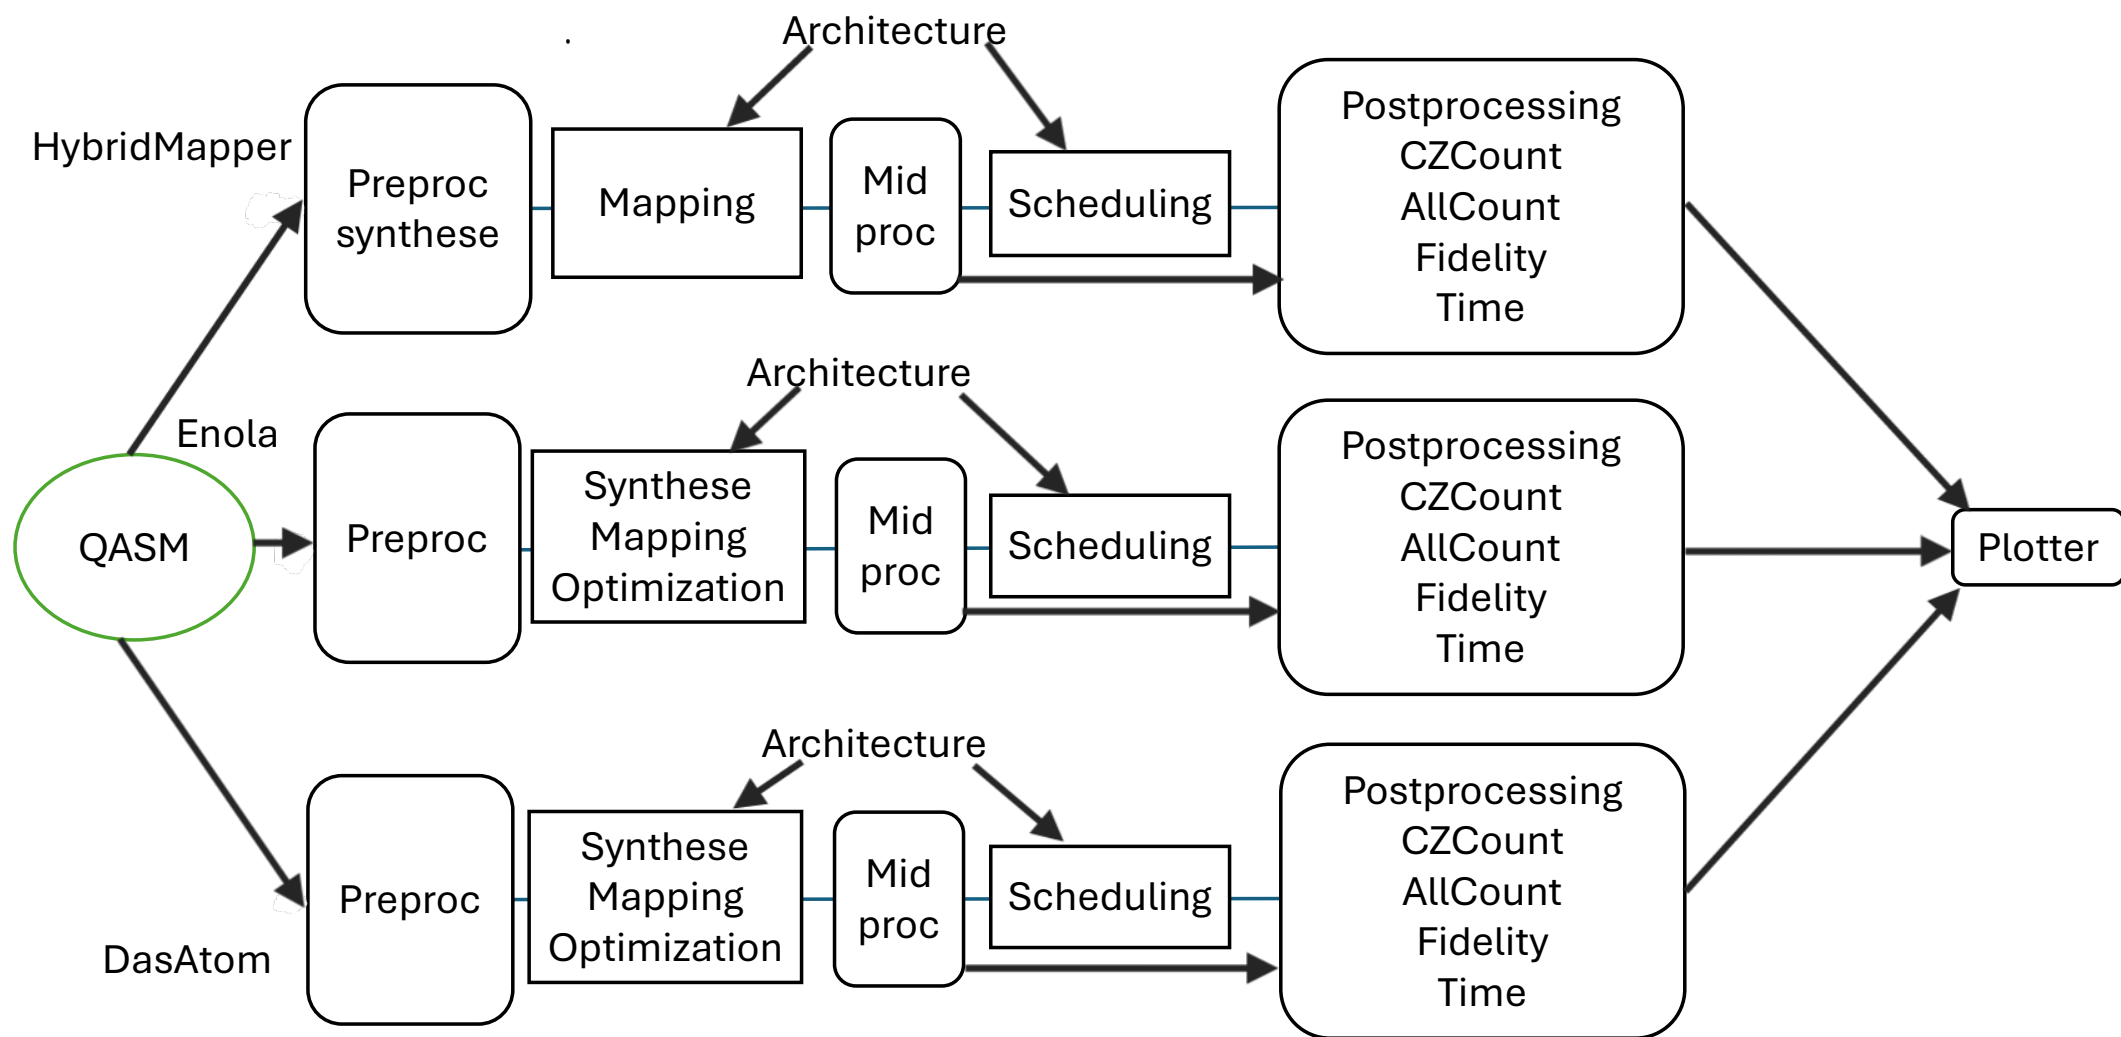 Architecture
HybridMapper
Preproc
synthese
Mapping
Mid
proc
Scheduling
Postprocessing
CZCount
AllCount
Fidelity
Time
Architecture
Enola
QASM
Preproc
Synthese
Mapping
Optimization
Mid
proc
Scheduling
Postprocessing
CZCount
AllCount
Fidelity
Time
Plotter
Architecture
DasAtom
Preproc
Synthese
Mapping
Optimization
Mid
proc
Scheduling
Postprocessing
CZCount
AllCount
Fidelity
Time